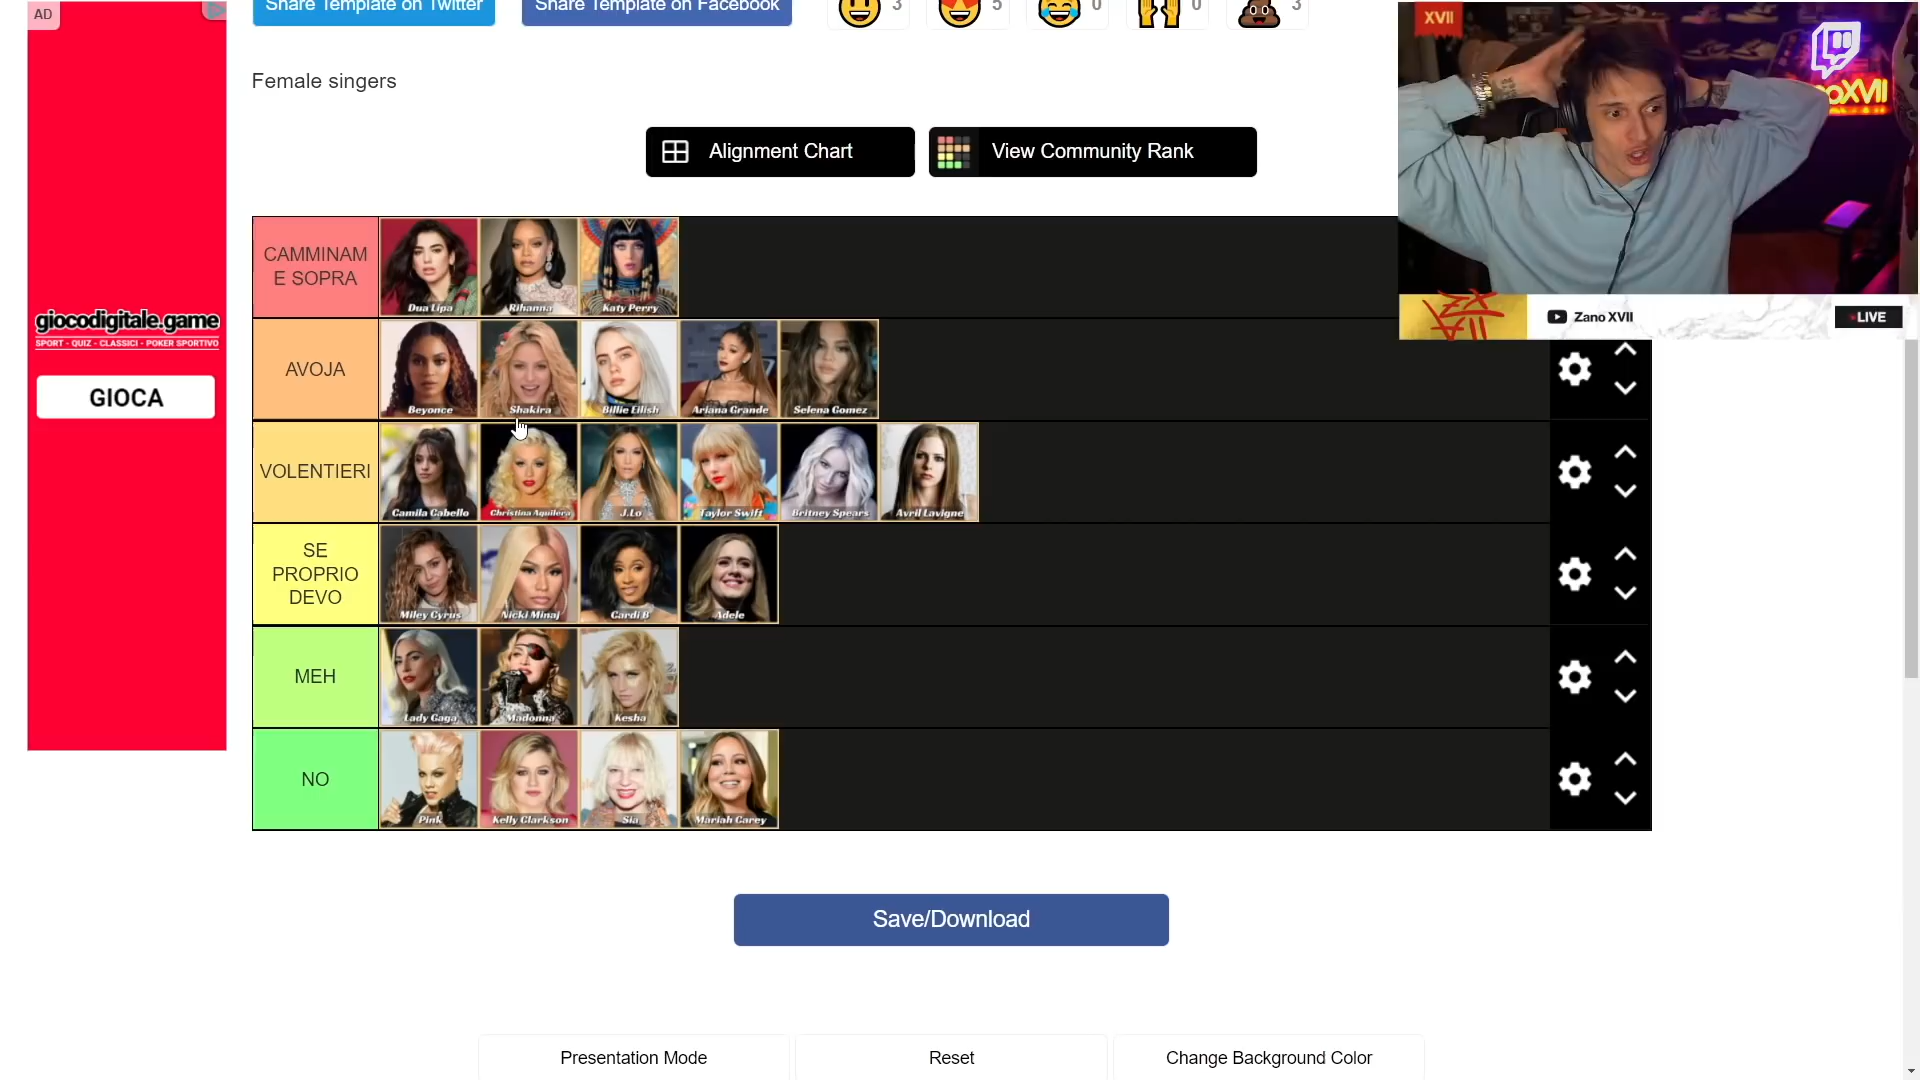 AD
Share Template on Twitter
Share Template on Facebook
3
5
0
0
3
XVII
oXVII
Female singers
Alignment Chart
View Community Rank
Zano XVII
LIVE
giocodigitale.game
SPORT - QUIZ - CLASSICI - POKER SPORTIVO
GIOCA
CAMMINAM
E SOPRA
Dua Lipa
Rihanna
Katy Perry
AVOJA
Beyonce
Shakira
Billie Eilish
Ariana Grande
Selena Gomez
VOLENTIERI
Camila Cabello
Christina Aguilera
J.Lo
Taylor Swift
Britney Spears
Avril Lavigne
SE
PROPRIO
DEVO
Miley Cyrus
Nicki Minaj
Cardi B
Adele
MEH
Lady Gaga
Madonna
Kesha
NO
Pink
Kelly Clarkson
Sia
Mariah Carey
Save/Download
Presentation Mode
Reset
Change Background Color